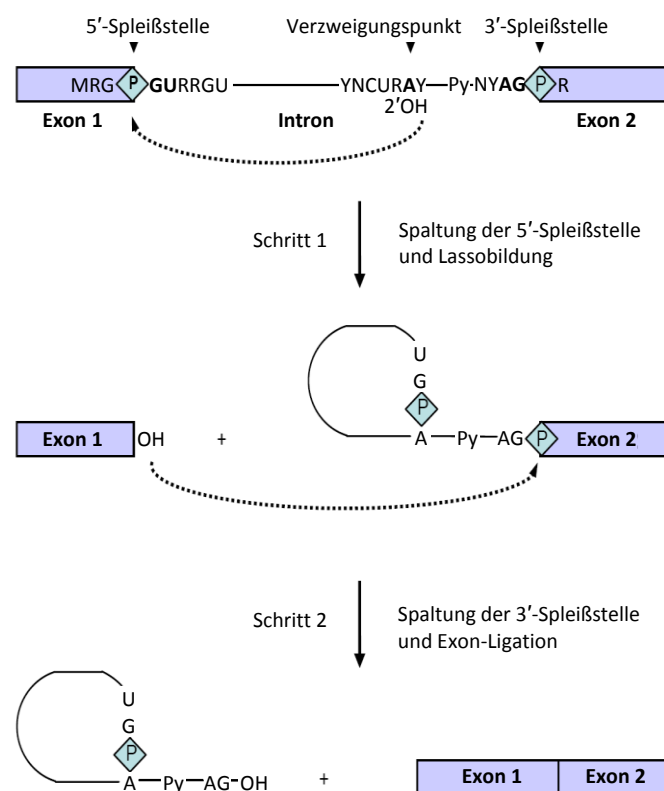 5′-Spleißstelle Verzweigungspunkt 3′-Spleißstelle
MRG P GURRGU YNCURAY Py-NYAG P R
2′OH
Exon 1 Intron Exon 2
Schritt 1 Spaltung der 5′-Spleißstelle
und Lassobildung
U
G
P
Exon 1 OH + A Py AG P Exon 2
Schritt 2 Spaltung der 3′-Spleißstelle
und Exon-Ligation
U
G
P
A Py AG OH + Exon 1 Exon 2